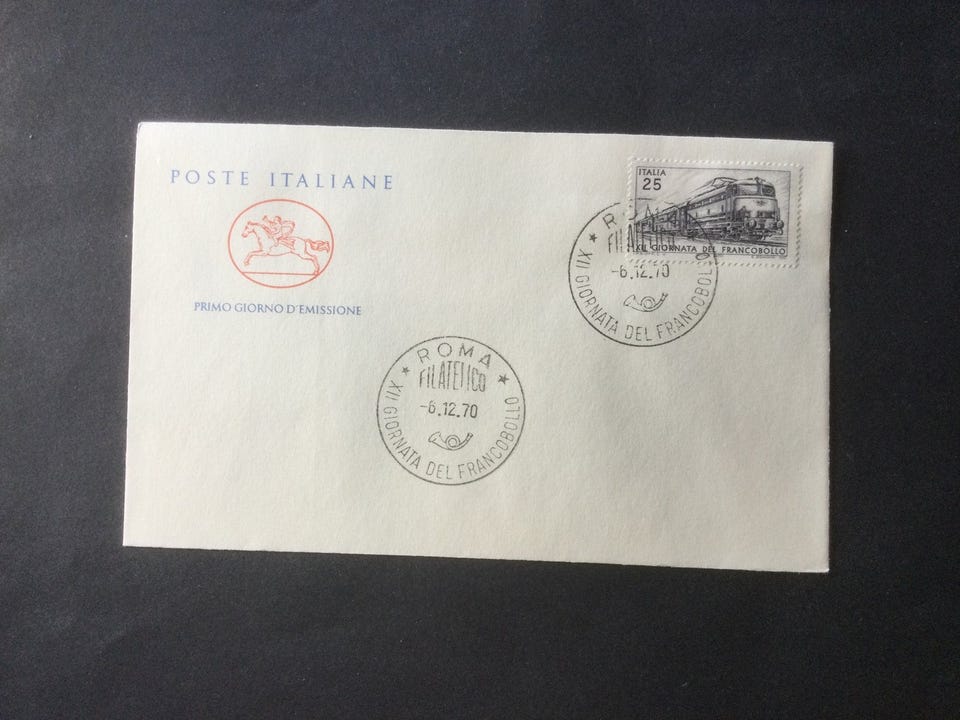 POSTE ITALIANE
PRIMO GIORNO D'EMISSIONE
ITALIA
25
XII GIORNATA DEL FRANCOBOLLO
ROMA
FILATELICO
-6.12.70
XII GIORNATA DEL FRANCOBOLLO
ROMA
FILATELICO
-6.12.70
XII GIORNATA DEL FRANCOBOLLO